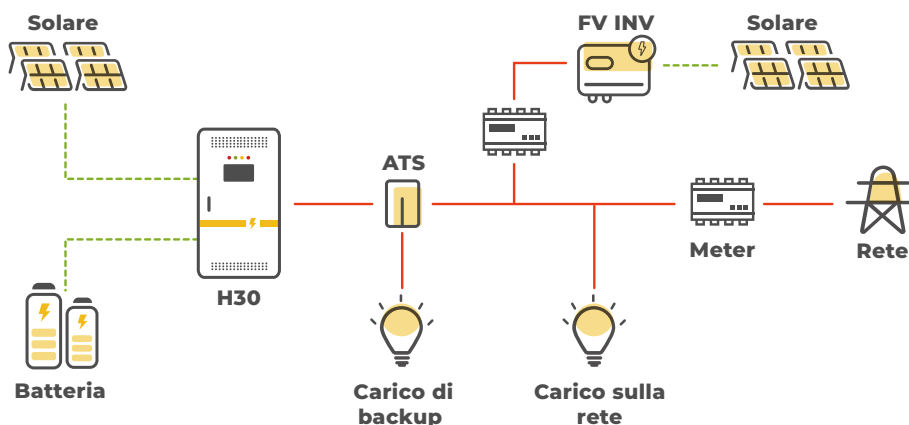 Solare
FV INV
Solare
ATS
H30
Meter
Rete
Batteria
Carico di
backup
Carico sulla
rete